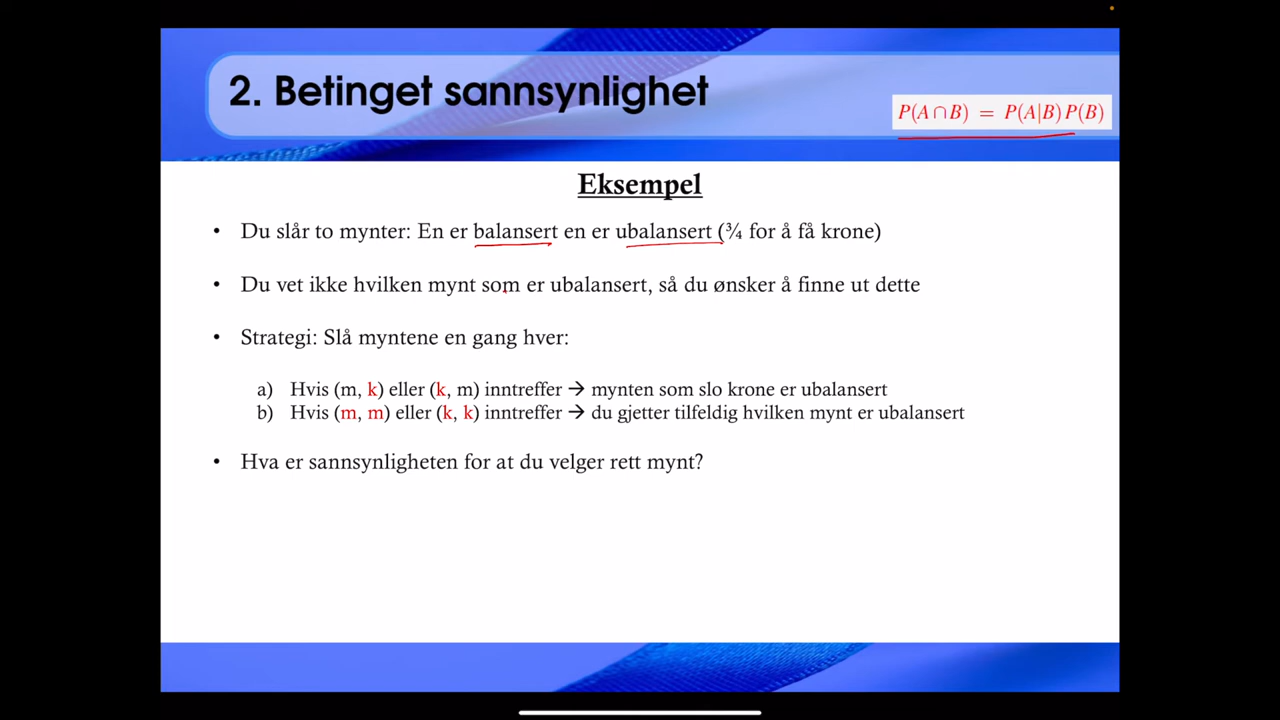 2. Betinget sannsynlighet
P(A∩B) = P(A|B)P(B)
Eksempel
• Du slår to mynter: En er balansert en er ubalansert (¾ for å få krone)
• Du vet ikke hvilken mynt som er ubalansert, så du ønsker å finne ut dette
• Strategi: Slå myntene en gang hver:
a) Hvis (m, k) eller (k, m) inntreffer → mynten som slo krone er ubalansert
b) Hvis (m, m) eller (k, k) inntreffer → du gjetter tilfeldig hvilken mynt er ubalansert
• Hva er sannsynligheten for at du velger rett mynt?